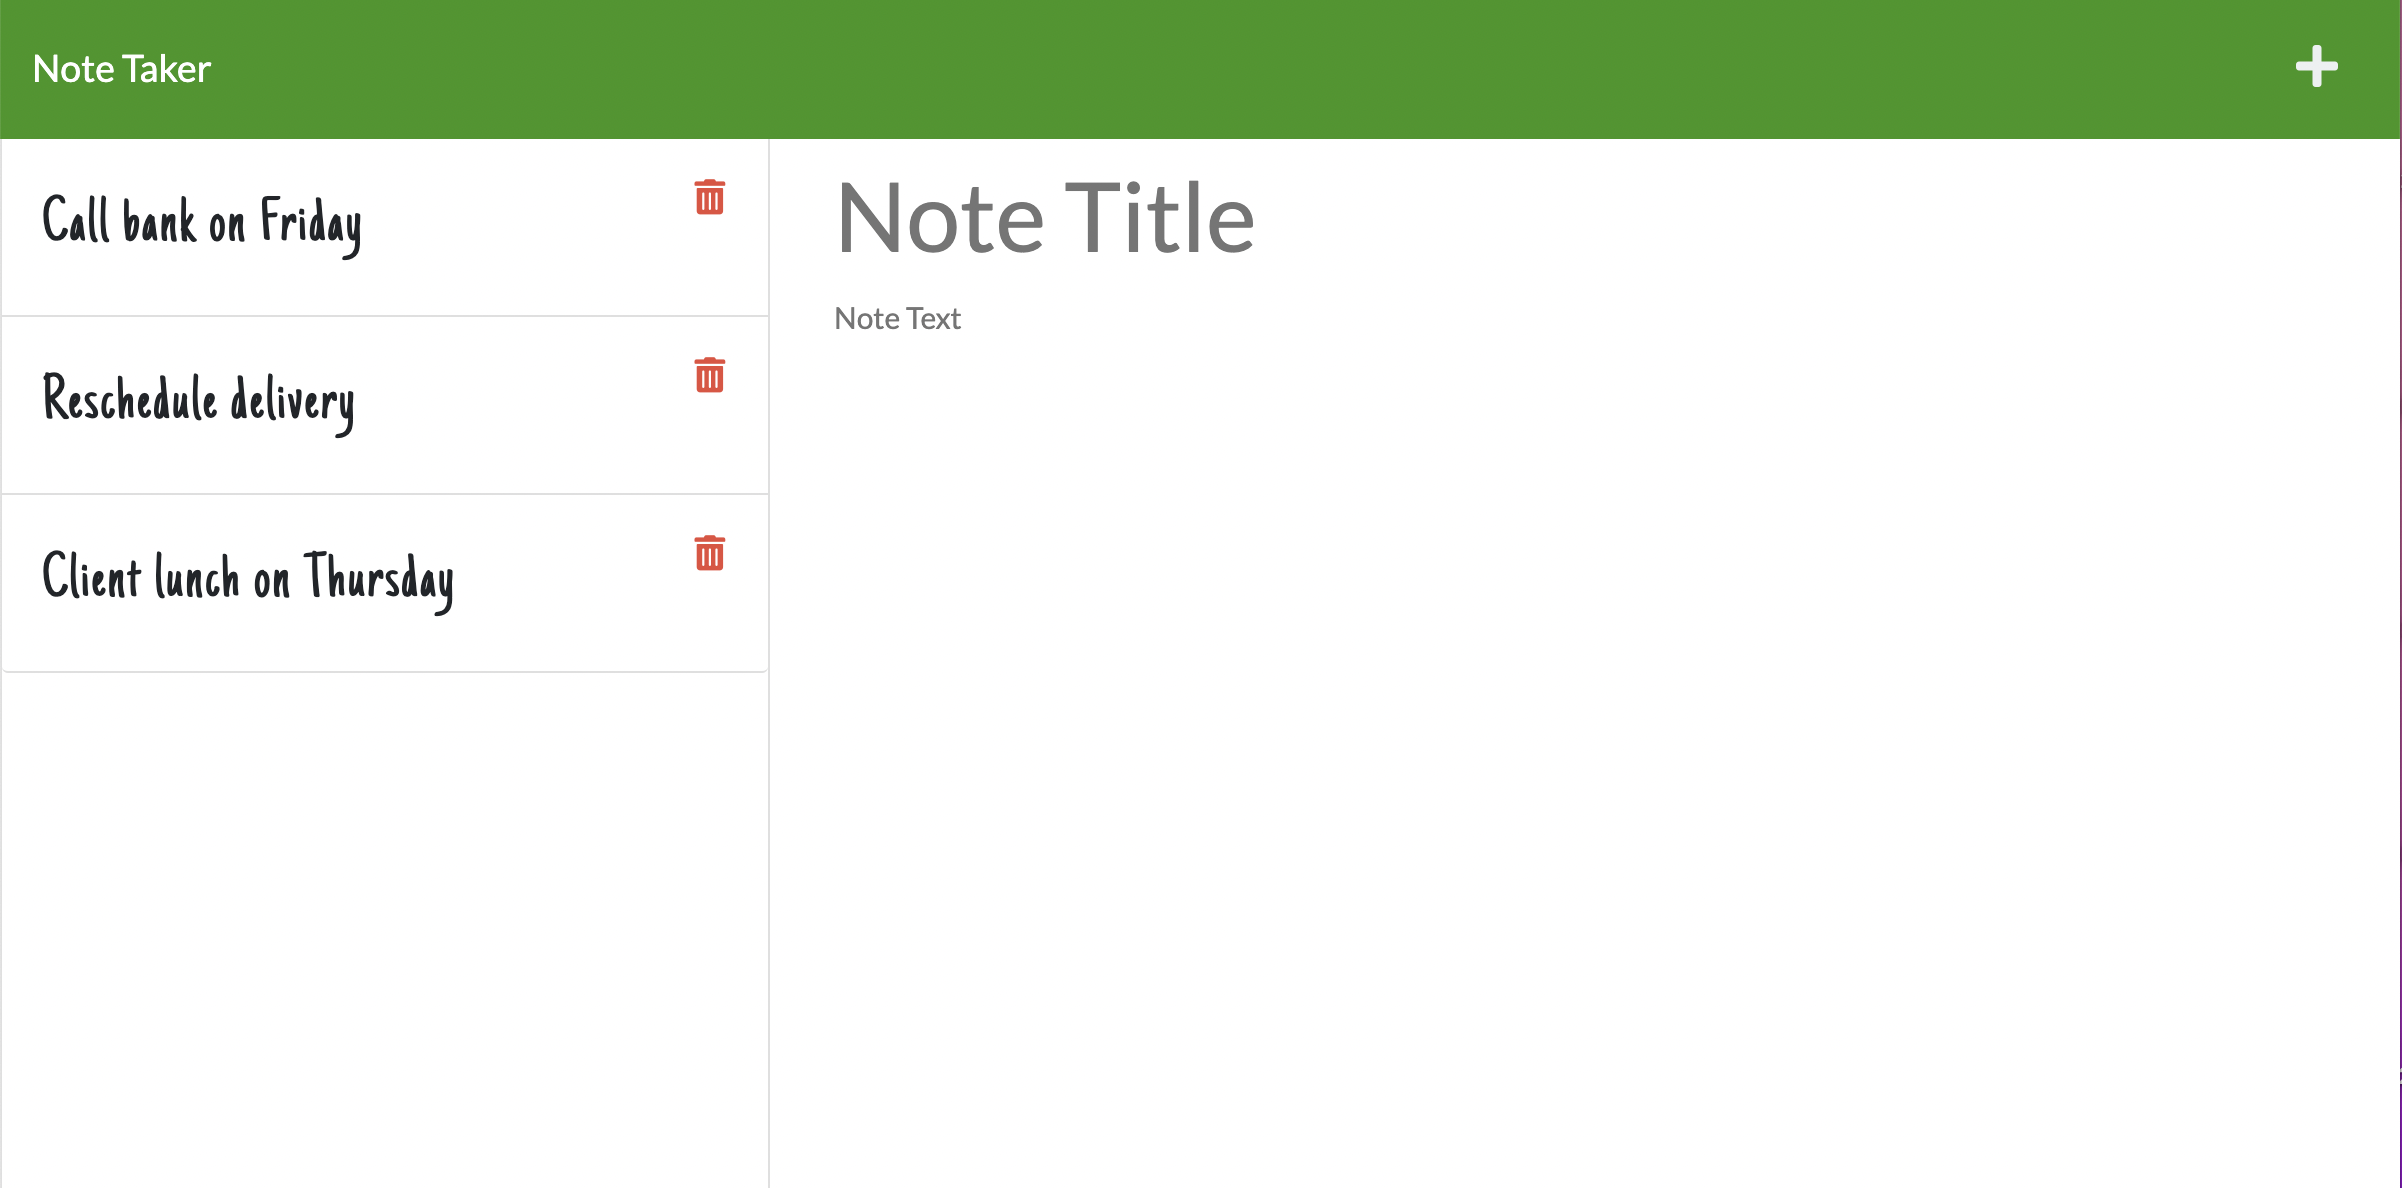 Note Taker
Call bank on Friday
Reschedule delivery
Client lunch on Thursday
Note Title
Note Text